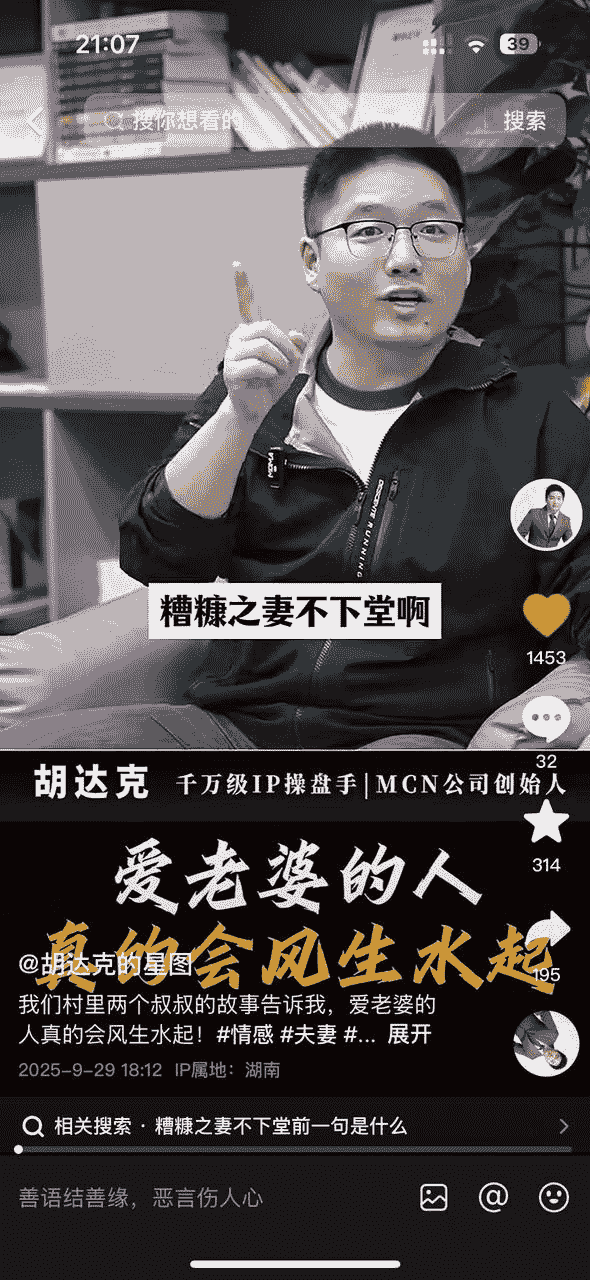 21:07
39
搜你想看的
搜索
DESCENTE RUNNING
糟糠之妻不下堂啊
1453
32
胡达克 千万级IP操盘手|MCN公司创始人
314
爱老婆的人
真的会风生水起
195
@胡达克的星图
我们村里两个叔叔的故事告诉我，爱老婆的
人真的会风生水起！#情感 #夫妻 #... 展开
2025-9-29 18:12 IP属地：湖南
相关搜索 · 糟糠之妻不下堂前一句是什么
善语结善缘，恶言伤人心